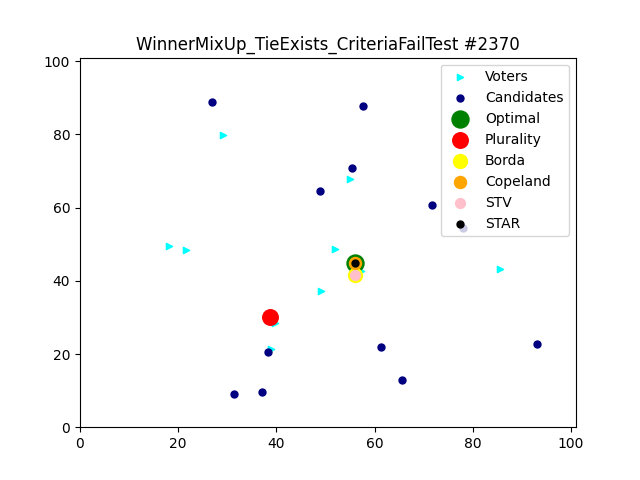 WinnerMixUp_TieExists_CriteriaFailTest #2370
Voters
Candidates
Optimal
Plurality
Borda
Copeland
STV
STAR
100
80
60
40
20
0
0
20
40
60
80
100